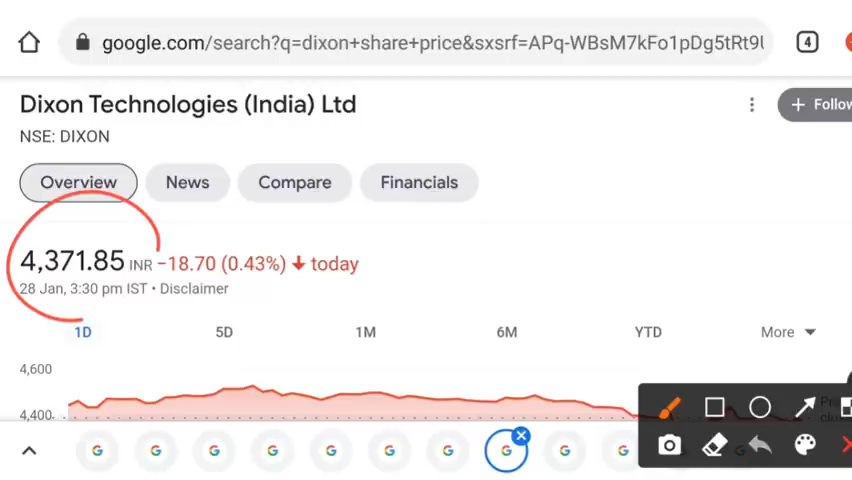 google.com/search?q=dixon+share+price&sxsrf=APq-WBsM7kFo1pDg5tRt9U
4
Dixon Technologies (India) Ltd
+ Follow
NSE: DIXON
Overview
News
Compare
Financials
4,371.85 INR −18.70 (0.43%) today
28 Jan, 3:30 pm IST • Disclaimer
1D
5D
1M
6M
YTD
More
4,600
4,400